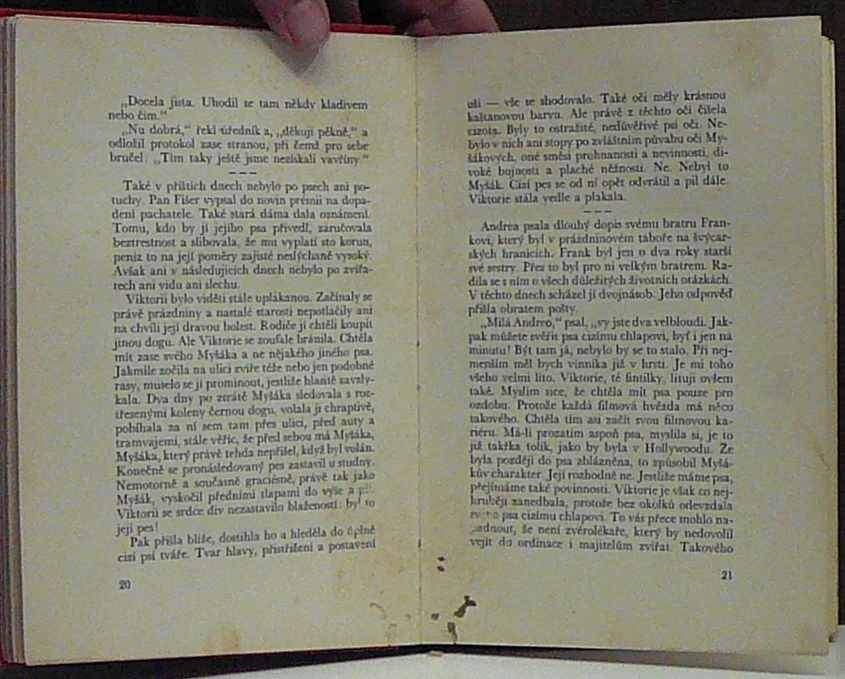 „Docela jista. Uhodil se tam někdy kladivem
nebo čím.“
„Nu dobrá,“ řekl úředník a, „děkuji pěkně,“ a
odložil protokol zase stranou, při čemž pro sebe
bručel: „Tím taky ještě jsme nezískali vavříny.“
– – –
Také v příštích dnech nebylo po psech ani po-
tuchy. Pan Fišer vypsal do novin prémii na dopa-
dení pachatele. Také stará dáma dala oznámení.
Tomu, kdo by jí jejího psa přivedl, zaručovala
beztrestnost a slibovala, že mu vyplatí sto korun,
peníz to na její poměry zajisté neslýchaně vysoký.
Avšak ani v následujících dnech nebylo po zvířa-
tech ani vidu ani slechu.
Viktorii bylo viděti stále uplakanou. Začínaly se
právě prázdniny a nastalé starosti nepotlačily ani
na chvíli její dravou bolest. Rodiče jí chtěli koupit
jinou dogu. Ale Viktorie se zoufale bránila. Chtěla
mít zase svého Myšáka a ne nějakého jiného psa.
Jakmile zočila na ulici zvíře téže nebo jen podobné
rasy, muselo se jí prominout, jestliže hlasitě zavzly-
kala. Dva dny po ztrátě Myšáka sledovala s roz-
třesenými koleny černou dogu, volala ji chraptivě,
pobíhala za ní sem tam přes ulici, před auty a
tramvajemi, stále věříc, že před sebou má Myšáka,
Myšáka, který právě tehda nepřišel, když byl volán.
Konečně se pronásledovaný pes zastavil u studny.
Nemotorně a současně graciésně, právě tak jako
Myšák, vyskočil předními tlapami do výše a pil.
Viktorii se srdce div nezastavilo blažeností: byl to
její pes!
Pak přišla blíže, dostihla ho a hleděla do úplně
cizí psí tváře. Tvar hlavy, přistřižení a postavení
20
uší — vše se shodovalo. Také oči měly krásnou
kaštanovou barvu. Ale právě z těchto očí čišela
cizota. Byly to ostražité, nedůvěřivé psí oči. Ne-
bylo v nich ani stopy po zvláštním půvabu očí My-
šákových, oné směsi prohnanosti a nevinnosti, di-
voké bujnosti a plaché něžnosti. Ne. Nebyl to
Myšák. Cizí pes se od ní opět odvrátil a pil dále.
Viktorie stála vedle a plakala.
– – –
Andrea psala dlouhý dopis svému bratru Fran-
kovi, který byl v prázdninovém táboře na švýcar-
ských hranicích. Frank byl jen o dva roky starší
své sestry. Přes to byl pro ni velkým bratrem. Ra-
dila se s ním o všech důležitých životních otázkách.
V těchto dnech scházel jí dvojnásob. Jeho odpověď
přišla obratem pošty.
„Milá Andreo,“ psal, „vy jste dva velbloudi. Jak-
pak můžete svěřit psa cizímu chlapovi, byť i jen na
minutu! Být tam já, nebylo by se to stalo. Při nej-
menším měl bych vinníka již v hrsti. Je mi toho
všeho velmi líto. Viktorie, té fintilky, lituji ovšem
také. Myslím sice, že chtěla mít psa pouze pro
ozdobu. Protože každá filmová hvězda má něco
takového. Chtěla tím asi začít svou filmovou ka-
riéru. Má-li prozatím aspoň psa, myslila si, je to
již takřka tolik, jako by byla v Hollywoodu. Že
byla později do psa zblázněna, to způsobil Myšá-
kův charakter. Její rozhodně ne. Jestliže máme psa,
přejímáme také povinnosti. Viktorie je však co nej-
hruběji zanedbala, protože bez okolků odevzdala
psa cizímu chlapovi. To vás přece mohlo na-
padnout, že není zvěrolékaře, který by nedovolil
vejít do ordinace i majitelům zvířat. Takového
21